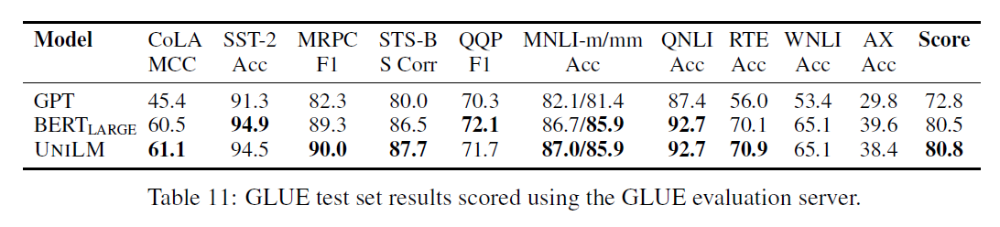 Model CoLA SST-2 MRPC STS-B QQP MNLI-m/mm QNLI RTE WNLI AX Score
MCC Acc F1 S Corr F1 Acc Acc Acc Acc Acc
GPT 45.4 91.3 82.3 80.0 70.3 82.1/81.4 87.4 56.0 53.4 29.8 72.8
BERTLARGE 60.5 94.9 89.3 86.5 72.1 86.7/85.9 92.7 70.1 65.1 39.6 80.5
UNILM 61.1 94.5 90.0 87.7 71.7 87.0/85.9 92.7 70.9 65.1 38.4 80.8
Table 11: GLUE test set results scored using the GLUE evaluation server.